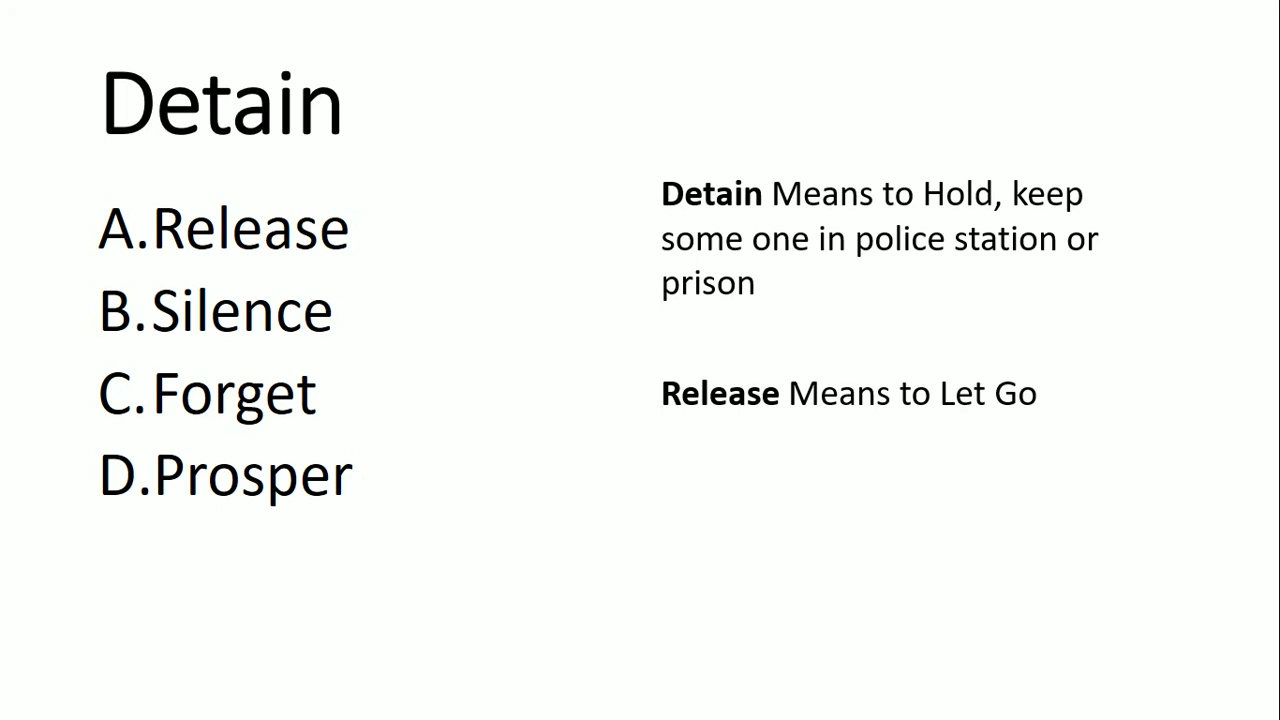 Detain
A.Release
B.Silence
C.Forget
D.Prosper
Detain Means to Hold, keep
some one in police station or
prison
Release Means to Let Go